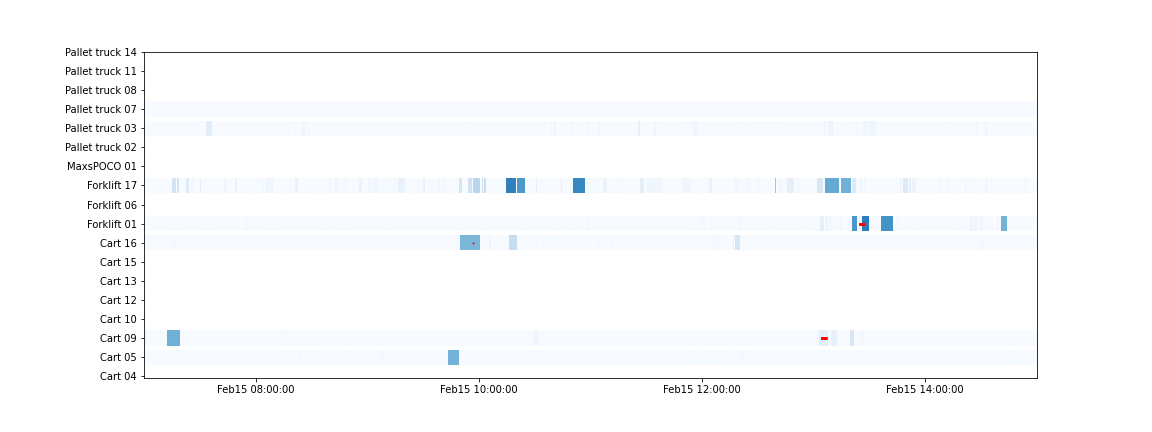 Pallet truck 14
Pallet truck 11
Pallet truck 08
Pallet truck 07
Pallet truck 03
Pallet truck 02
MaxsPOCO 01
Forklift 17
Forklift 06
Forklift 01
Cart 16
Cart 15
Cart 13
Cart 12
Cart 10
Cart 09
Cart 05
Cart 04
Feb15 08:00:00 Feb15 10:00:00 Feb15 12:00:00 Feb15 14:00:00